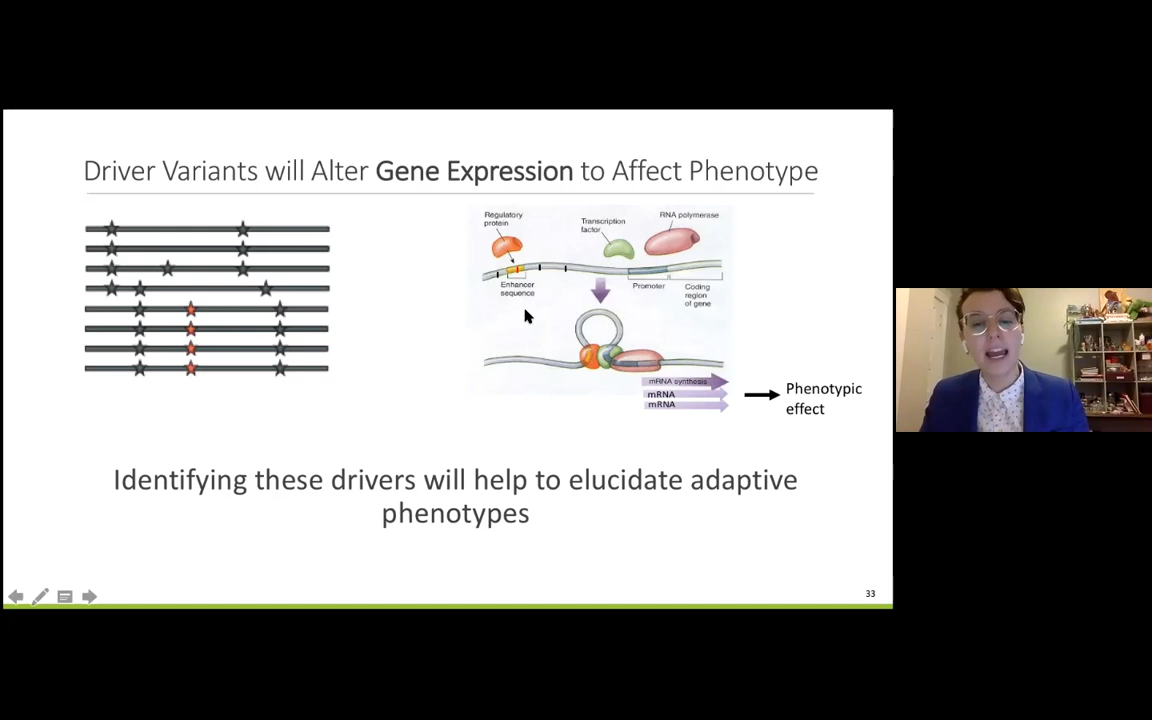 Driver Variants will Alter Gene Expression to Affect Phenotype
Regulatory
protein
Transcription
factor
RNA polymerase
Enhancer
sequence
Promoter
Coding
region
of gene
mRNA synthesis
mRNA
mRNA
Phenotypic
effect
Identifying these drivers will help to elucidate adaptive
phenotypes
33